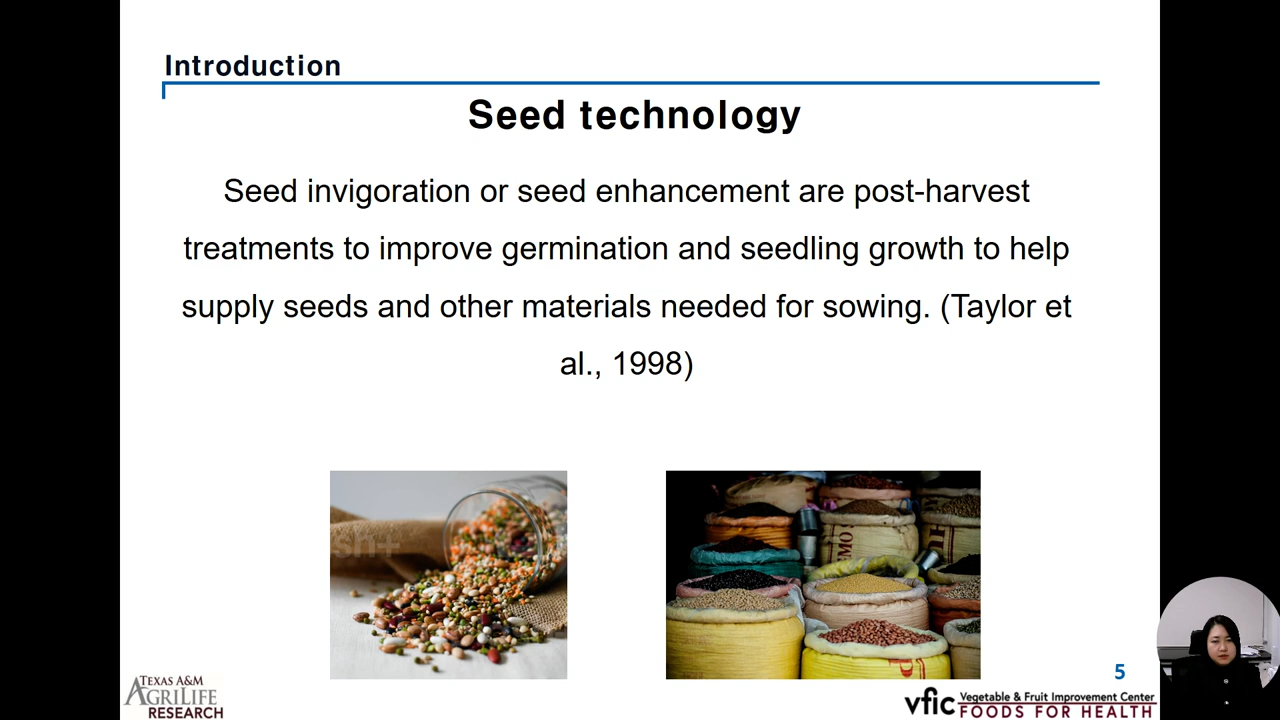 Introduction
Seed technology
Seed invigoration or seed enhancement are post-harvest
treatments to improve germination and seedling growth to help
supply seeds and other materials needed for sowing. (Taylor et
al., 1998)
sh+
5
TEXAS A&M
AGRILIFE
RESEARCH
vfic Vegetable & Fruit Improvement Center
FOODS FOR HEALTH